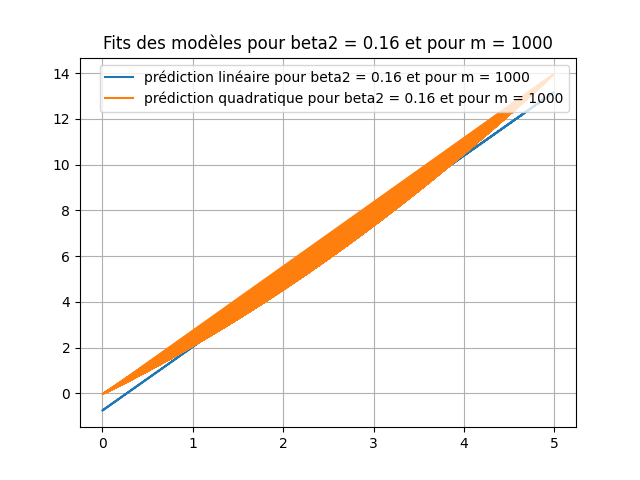 Fits des modèles pour beta2 = 0.16 et pour m = 1000
prédiction linéaire pour beta2 = 0.16 et pour m = 1000
prédiction quadratique pour beta2 = 0.16 et pour m = 1000
14
12
10
8
6
4
2
0
0 1 2 3 4 5